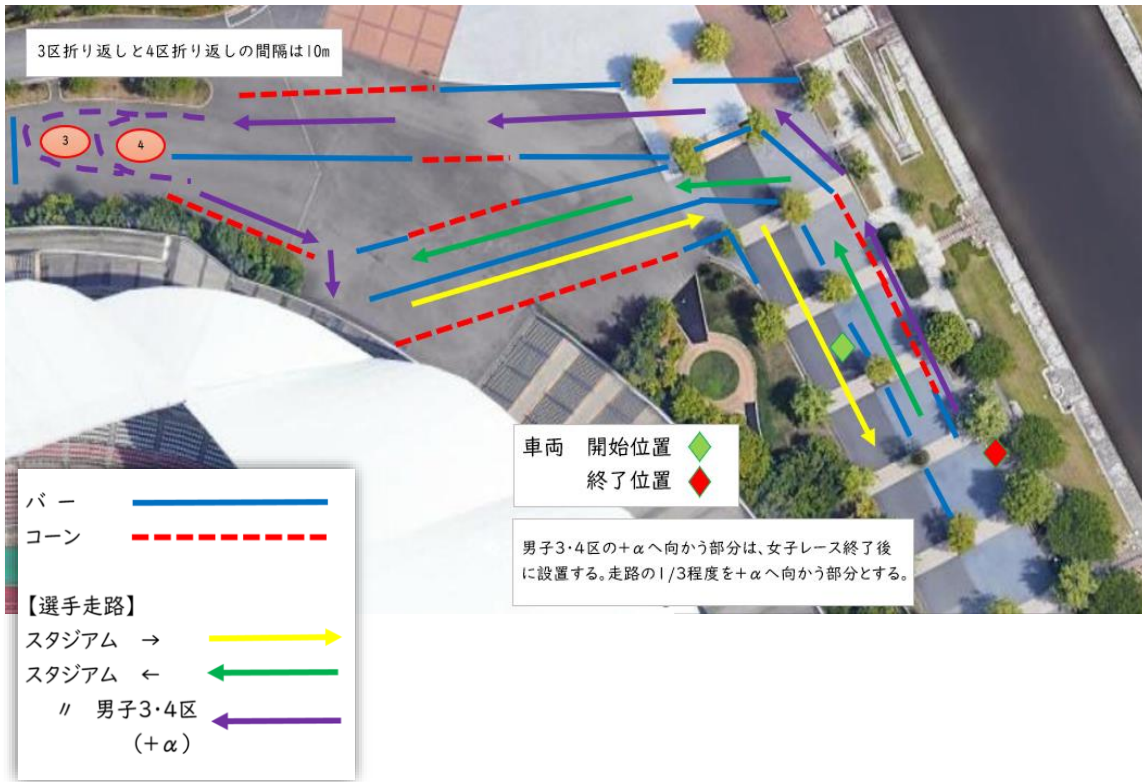 3区折り返しと4区折り返しの間隔は10m
3
4
車両 開始位置
終了位置
男子3・4区の+αへ向かう部分は、女子レース終了後
に設置する。走路の1/3程度を+αへ向かう部分とする。
バー
コーン
【選手走路】
スタジアム →
スタジアム ←
〃 男子3・4区
(+α)